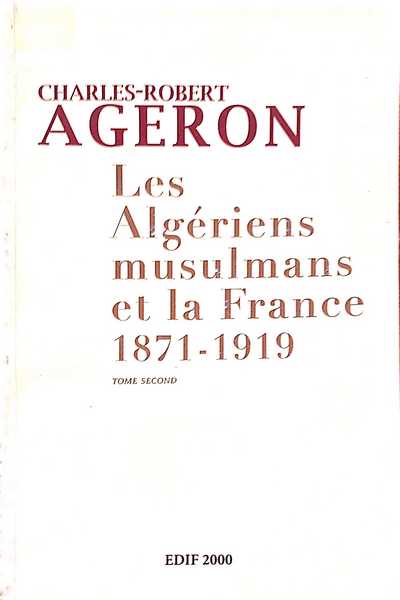 CHARLES-ROBERT
AGERON
Les
Algériens
musulmans
et la France
1871-1919
TOME SECOND
EDIF 2000